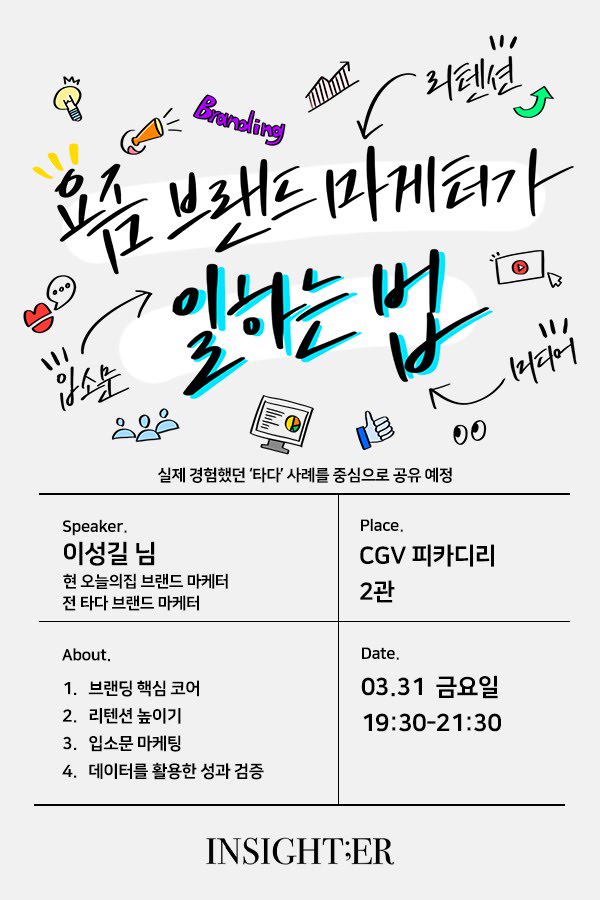 리텐션
Branding
요즘 브랜드 마케터가
일하는 법
입소문
미디어
실제 경험했던 '타다' 사례를 중심으로 공유 예정
Speaker.
이성길 님
현 오늘의집 브랜드 마케터
전 타다 브랜드 마케터
Place.
CGV 피카디리
2관
About.
1. 브랜딩 핵심 코어
2. 리텐션 높이기
3. 입소문 마케팅
4. 데이터를 활용한 성과 검증
Date.
03.31 금요일
19:30-21:30
INSIGHT;ER